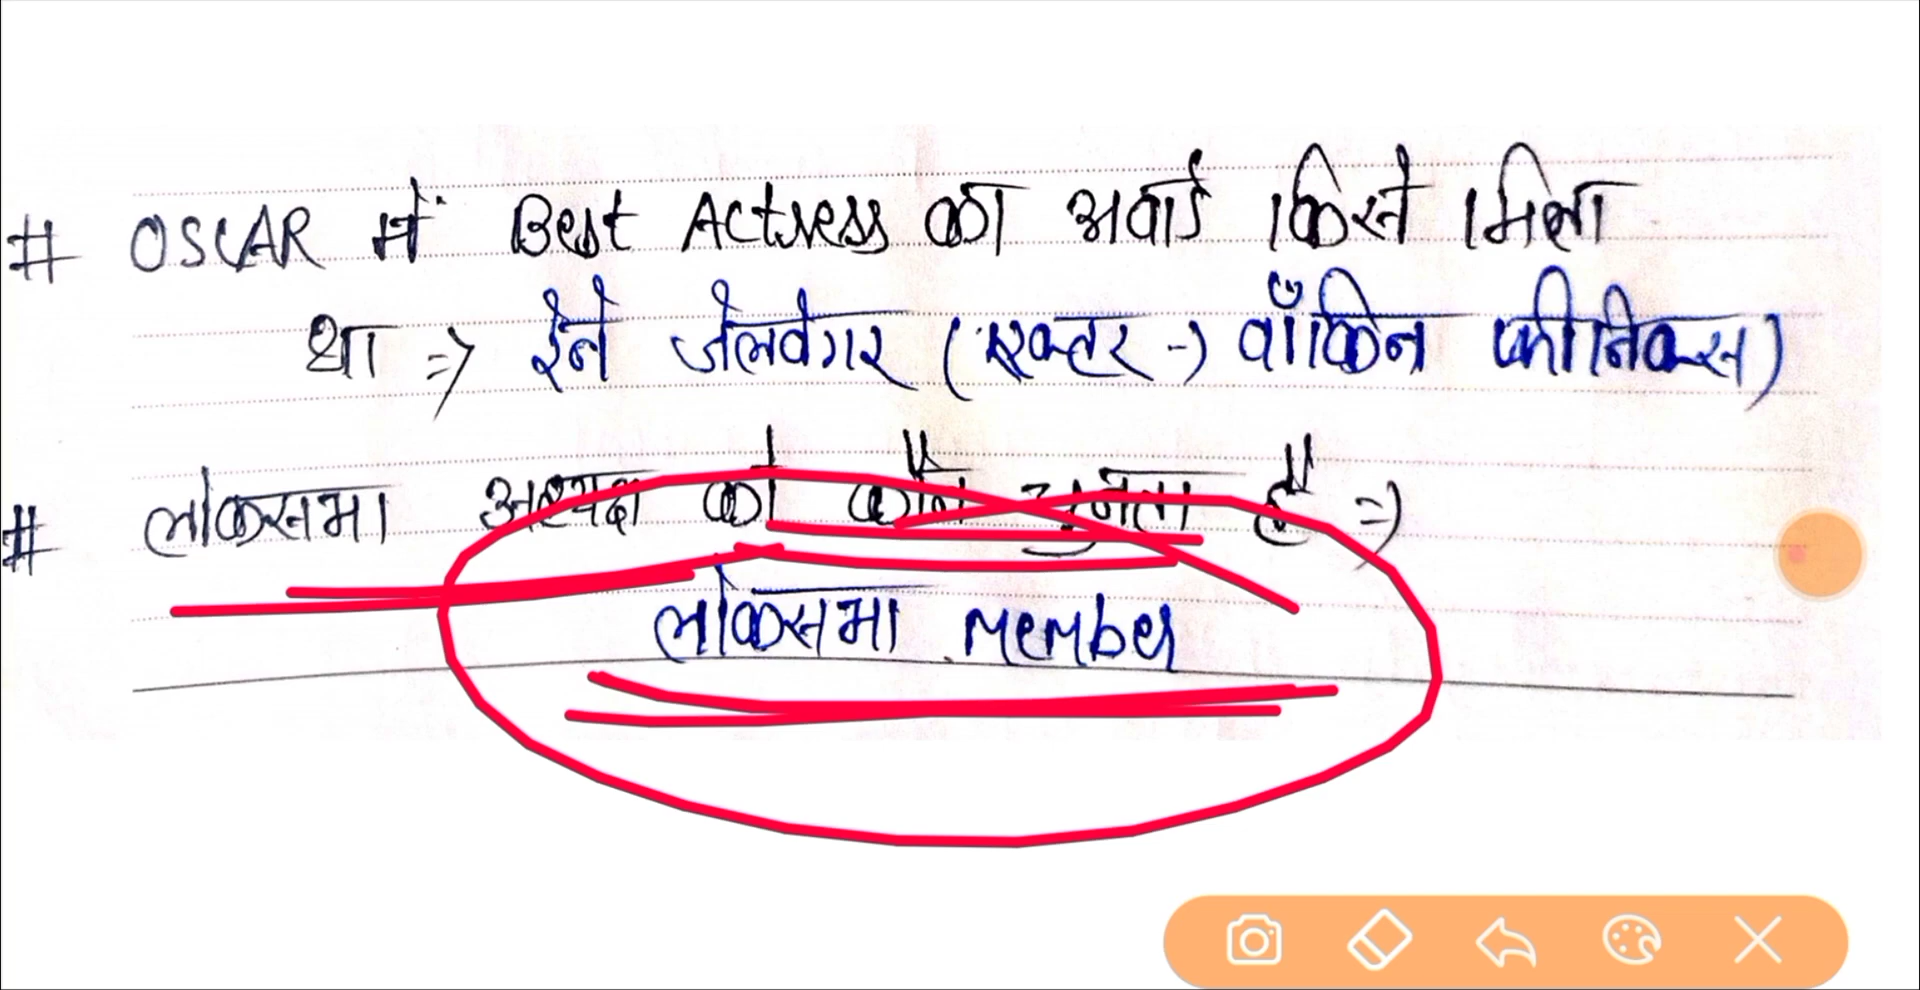 # OSCAR में Best Actress का अवार्ड किसे मिला
था => रेने जेलवेगर (एक्टर -> वॉकिन फीनिक्स)
# लोकसभा अध्यक्ष को कौन चुनता है =>
लोकसभा Member